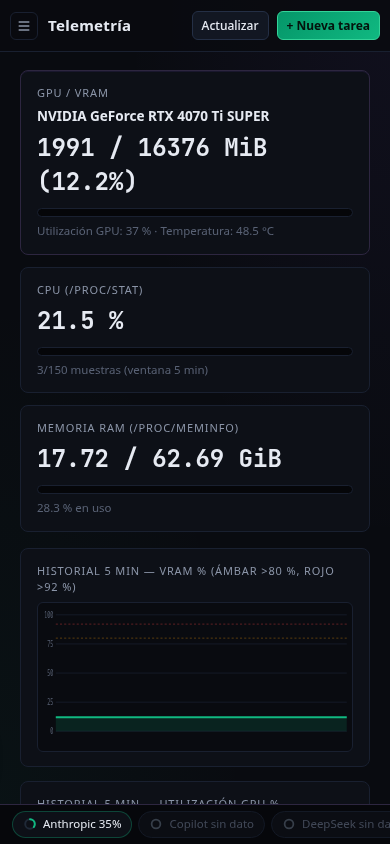 Telemetría
Actualizar
+ Nueva tarea
GPU / VRAM
NVIDIA GeForce RTX 4070 Ti SUPER
1991 / 16376 MiB
(12.2%)
Utilización GPU: 37 % · Temperatura: 48.5 °C
CPU (/PROC/STAT)
21.5 %
3/150 muestras (ventana 5 min)
MEMORIA RAM (/PROC/MEMINFO)
17.72 / 62.69 GiB
28.3 % en uso
HISTORIAL 5 MIN — VRAM % (ÁMBAR >80 %, ROJO
>92 %)
100
75
50
25
0
HISTORIAL 5 MIN — UTILIZACIÓN GPU %
Anthropic 35%
Copilot sin dato
DeepSeek sin da